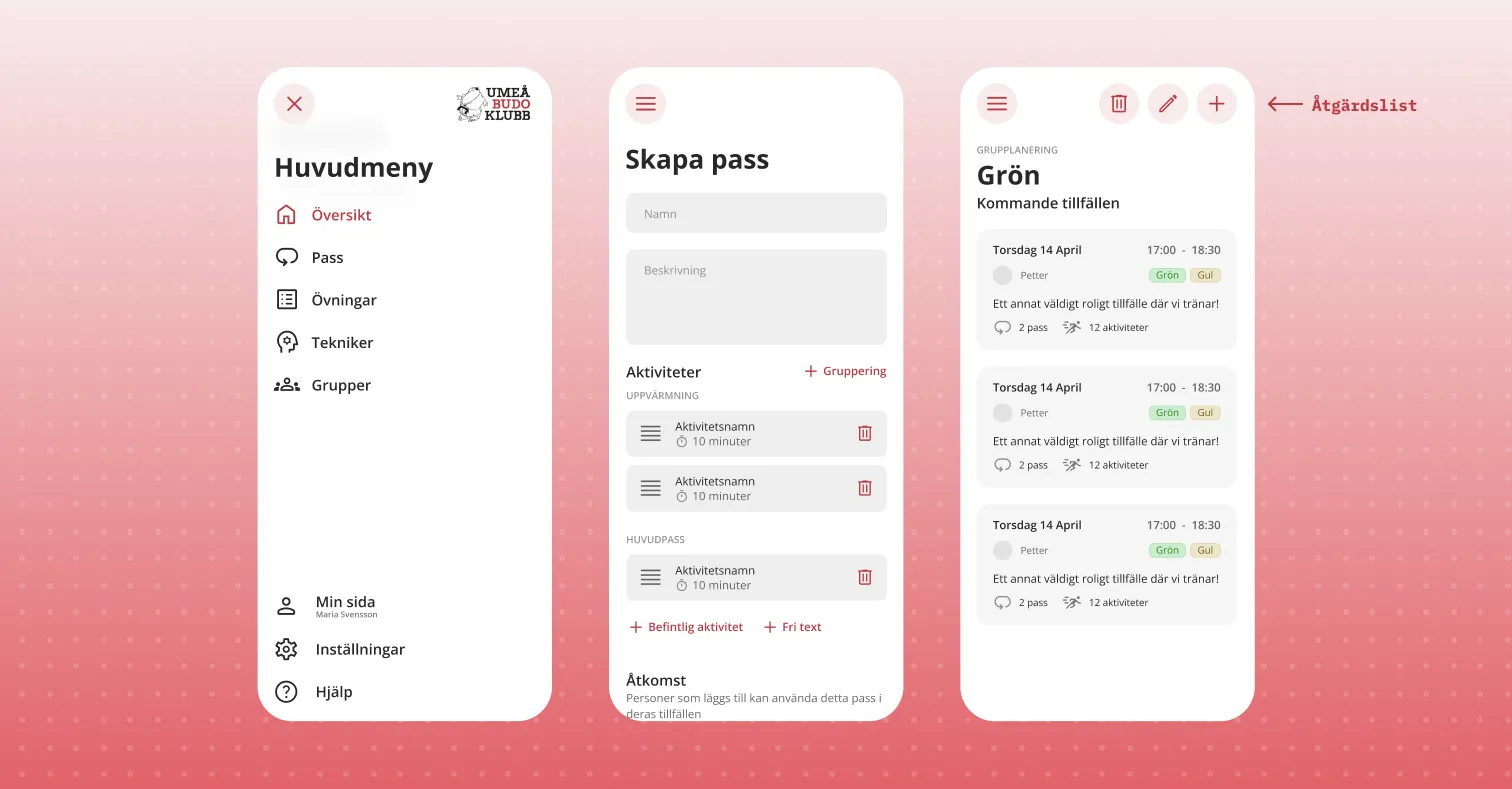 UMEÅ
BUDO
KLUBB
Huvudmeny
Översikt
Pass
Övningar
Tekniker
Grupper
Min sida
Maria Svensson
Inställningar
Hjälp
Skapa pass
Namn
Beskrivning
Aktiviteter
+ Gruppering
UPPVÄRMNING
Aktivitetsnamn
10 minuter
Aktivitetsnamn
10 minuter
HUVUDPASS
Aktivitetsnamn
10 minuter
+ Befintlig aktivitet + Fri text
Åtkomst
Personer som läggs till kan använda detta pass i
deras tillfällen
Åtgärdslist
GRUPPLANERING
Grön
Kommande tillfällen
Torsdag 14 April 17:00 - 18:30
Petter Grön Gul
Ett annat väldigt roligt tillfälle där vi tränar!
2 pass 12 aktiviteter
Torsdag 14 April 17:00 - 18:30
Petter Grön Gul
Ett annat väldigt roligt tillfälle där vi tränar!
2 pass 12 aktiviteter
Torsdag 14 April 17:00 - 18:30
Petter Grön Gul
Ett annat väldigt roligt tillfälle där vi tränar!
2 pass 12 aktiviteter